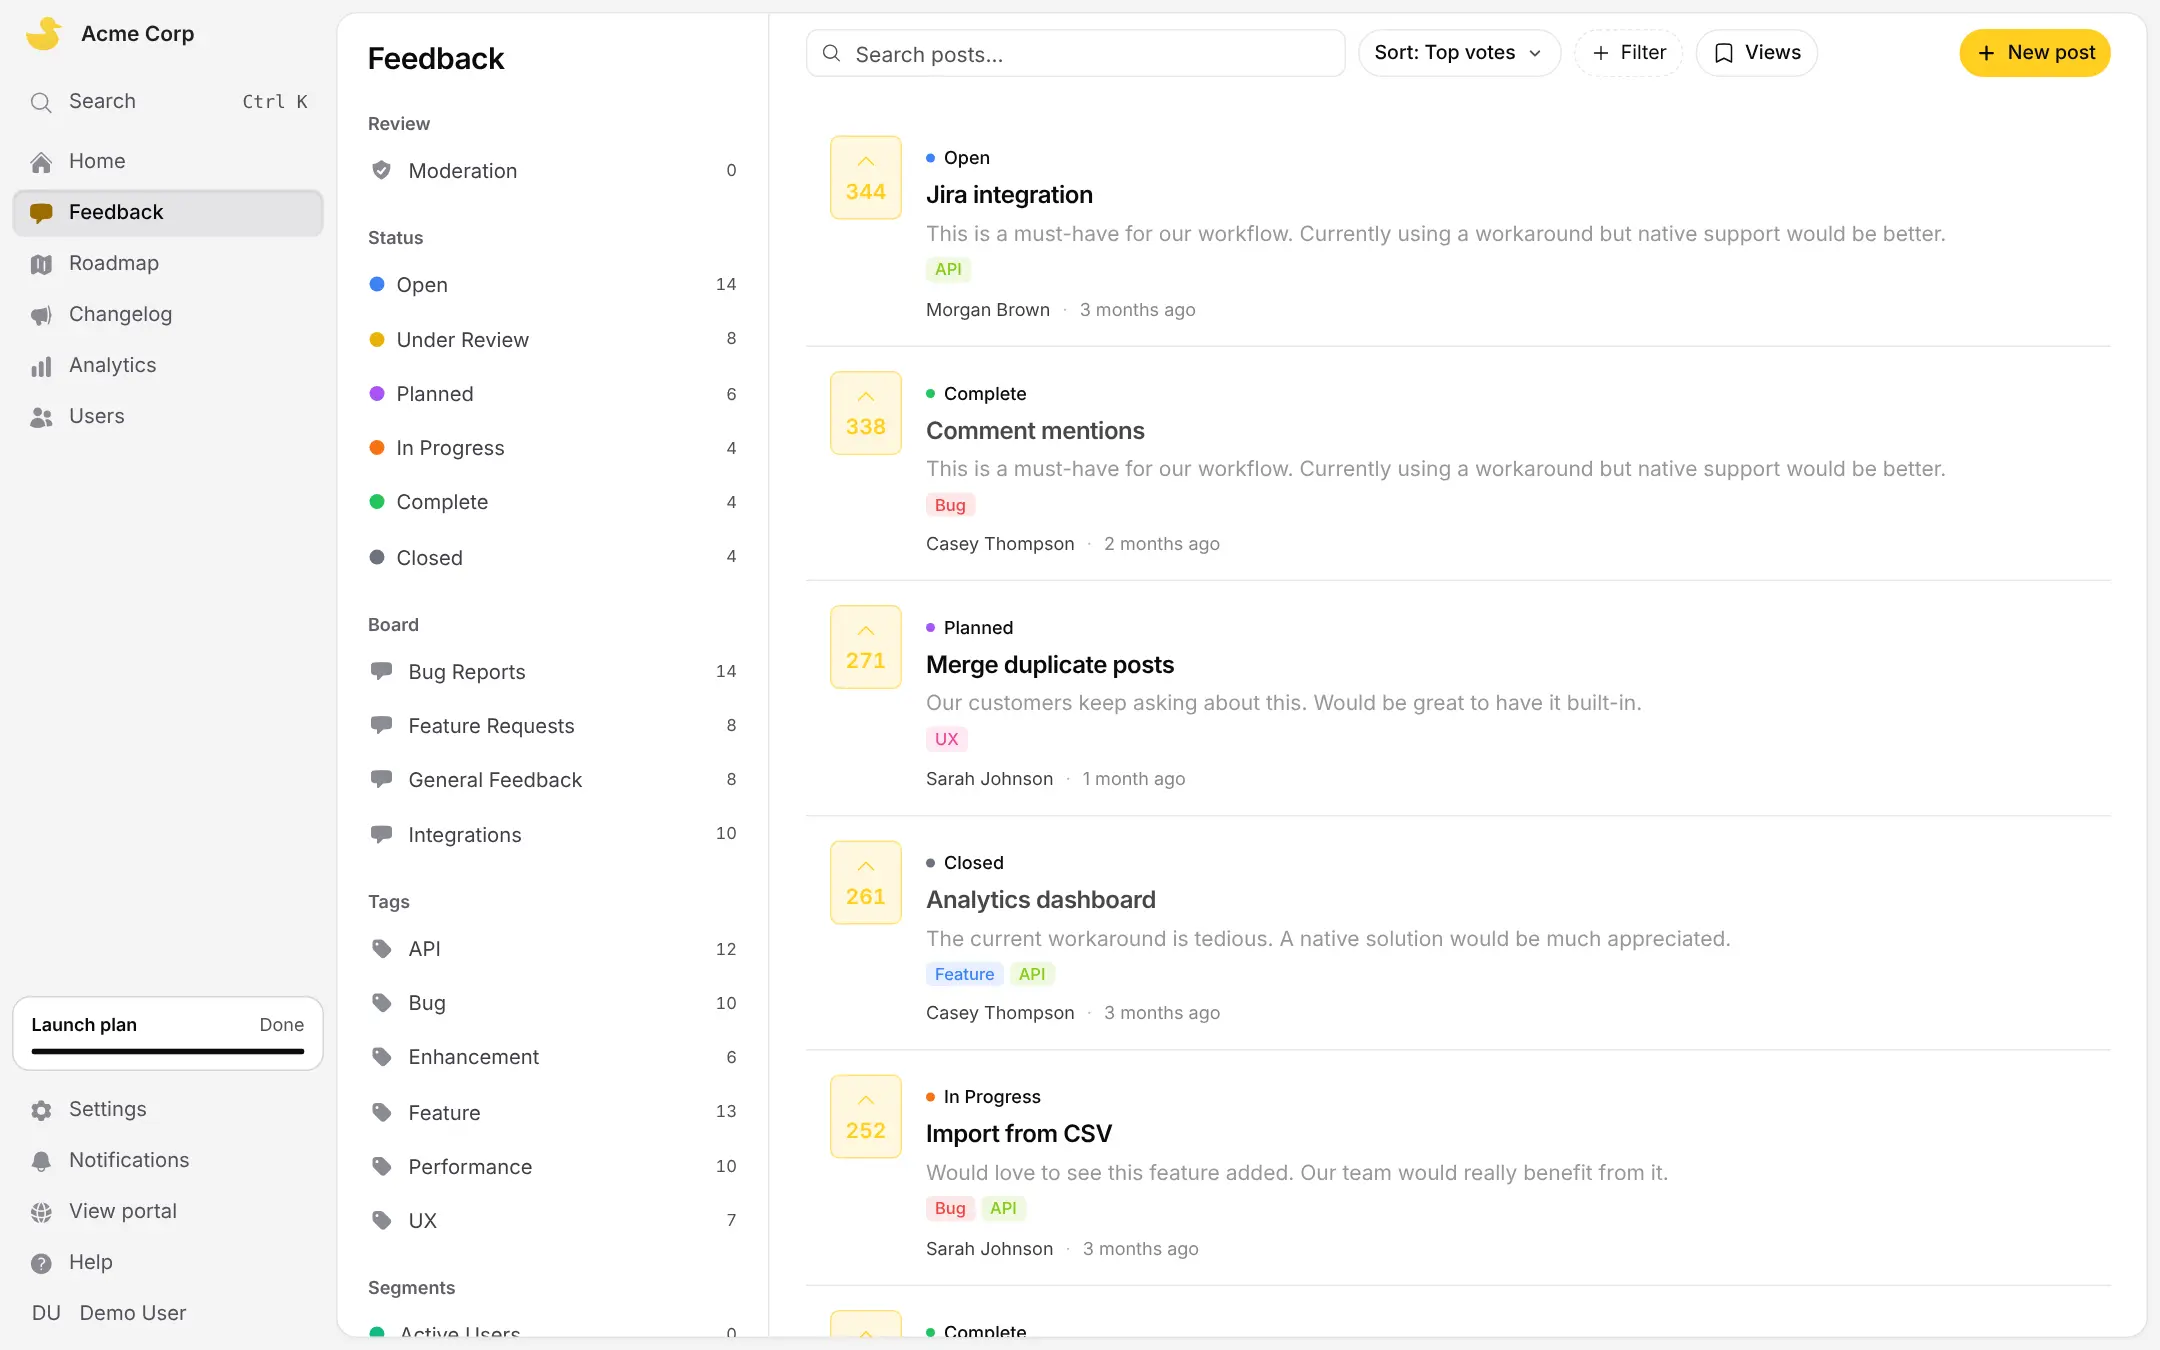 Acme Corp
Search Ctrl K
Home
Feedback
Roadmap
Changelog
Analytics
Users
Launch plan Done
Settings
Notifications
View portal
Help
DU Demo User
Feedback
Review
Moderation 0
Status
Open 14
Under Review 8
Planned 6
In Progress 4
Complete 4
Closed 4
Board
Bug Reports 14
Feature Requests 8
General Feedback 8
Integrations 10
Tags
API 12
Bug 10
Enhancement 6
Feature 13
Performance 10
UX 7
Segments
Active Users 0
Search posts...
Sort: Top votes
Filter
Views
New post
344
Open
Jira integration
This is a must-have for our workflow. Currently using a workaround but native support would be better.
API
Morgan Brown · 3 months ago
338
Complete
Comment mentions
This is a must-have for our workflow. Currently using a workaround but native support would be better.
Bug
Casey Thompson · 2 months ago
271
Planned
Merge duplicate posts
Our customers keep asking about this. Would be great to have it built-in.
UX
Sarah Johnson · 1 month ago
261
Closed
Analytics dashboard
The current workaround is tedious. A native solution would be much appreciated.
Feature API
Casey Thompson · 3 months ago
252
In Progress
Import from CSV
Would love to see this feature added. Our team would really benefit from it.
Bug API
Sarah Johnson · 3 months ago
Complete